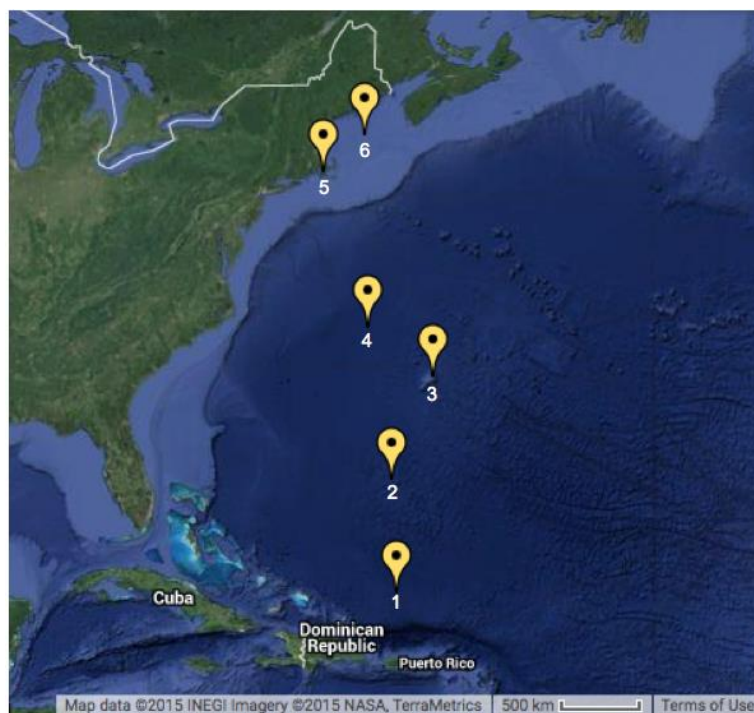 6
5
4
3
2
1
Cuba
Dominican
Republic
Puerto Rico
Map data ©2015 INEGI Imagery ©2015 NASA, TerraMetrics
500 km
Terms of Use